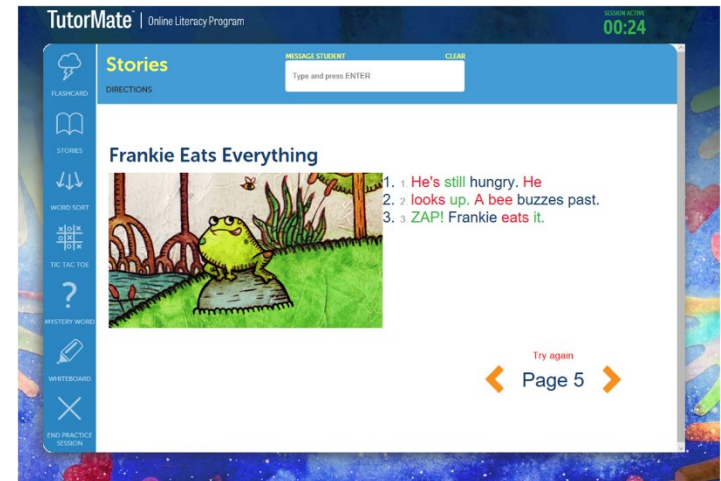 TutorMate™ | Online Literacy Program
SESSION ACTIVE
00:24
FLASHCARD
STORIES
WORD SORT
x|o|x
o|x|o
TIC TAC TOE
?
MYSTERY WORD
WHITEBOARD
END PRACTICE
SESSION
Stories
DIRECTIONS
MESSAGE STUDENT
CLEAR
Type and press ENTER
Frankie Eats Everything
1. 1. He's still hungry. He
2. 2. looks up. A bee buzzes past.
3. 3. ZAP! Frankie eats it.
Try again
Page 5